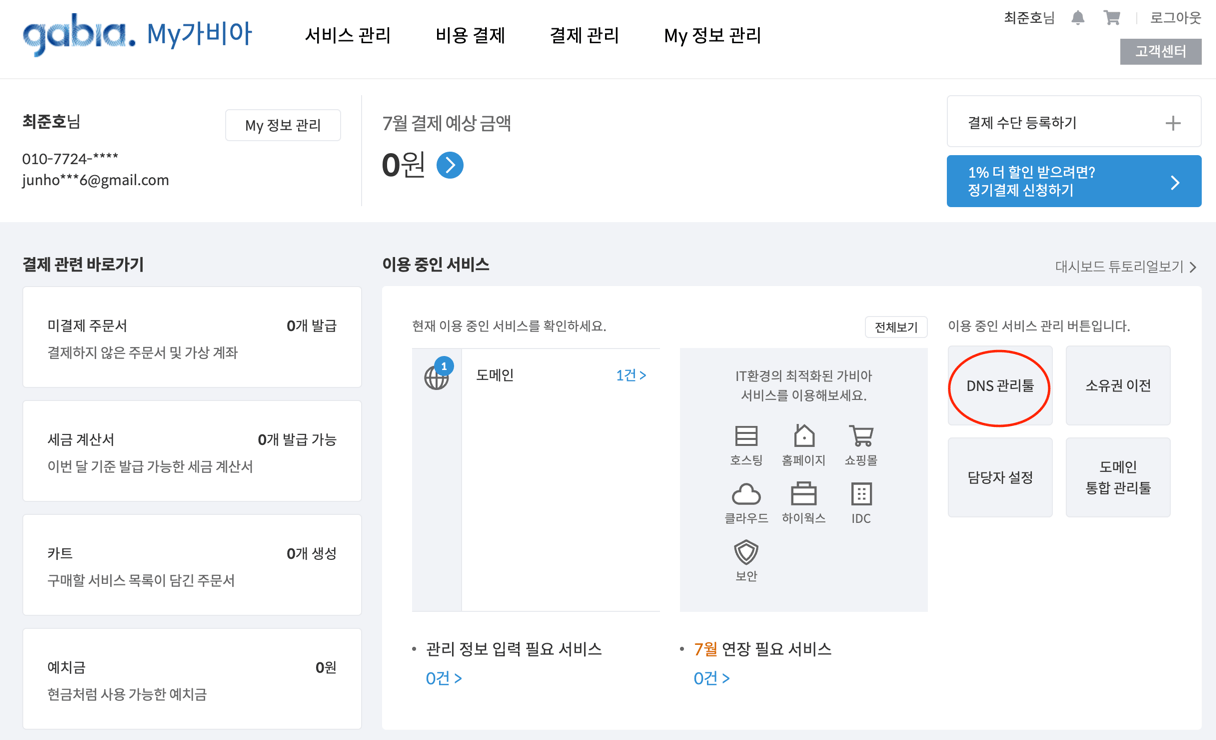 gabia. My가비아
서비스 관리
비용 결제
결제 관리
My 정보 관리
최준호님
로그아웃
고객센터
최준호님
My 정보 관리
010-7724-****
junho***6@gmail.com
7월 결제 예상 금액
0원
결제 수단 등록하기
1% 더 할인 받으려면?
정기결제 신청하기
결제 관련 바로가기
미결제 주문서
0개 발급
결제하지 않은 주문서 및 가상 계좌
세금 계산서
0개 발급 가능
이번 달 기준 발급 가능한 세금 계산서
카트
0개 생성
구매할 서비스 목록이 담긴 주문서
예치금
0원
현금처럼 사용 가능한 예치금
이용 중인 서비스
대시보드 튜토리얼보기 >
현재 이용 중인 서비스를 확인하세요.
전체보기
1
도메인
1건 >
IT환경의 최적화된 가비아
서비스를 이용해보세요.
호스팅
홈페이지
쇼핑몰
클라우드
하이웍스
IDC
보안
이용 중인 서비스 관리 버튼입니다.
DNS 관리툴
소유권 이전
담당자 설정
도메인
통합 관리툴
• 관리 정보 입력 필요 서비스
0건 >
• 7월 연장 필요 서비스
0건 >